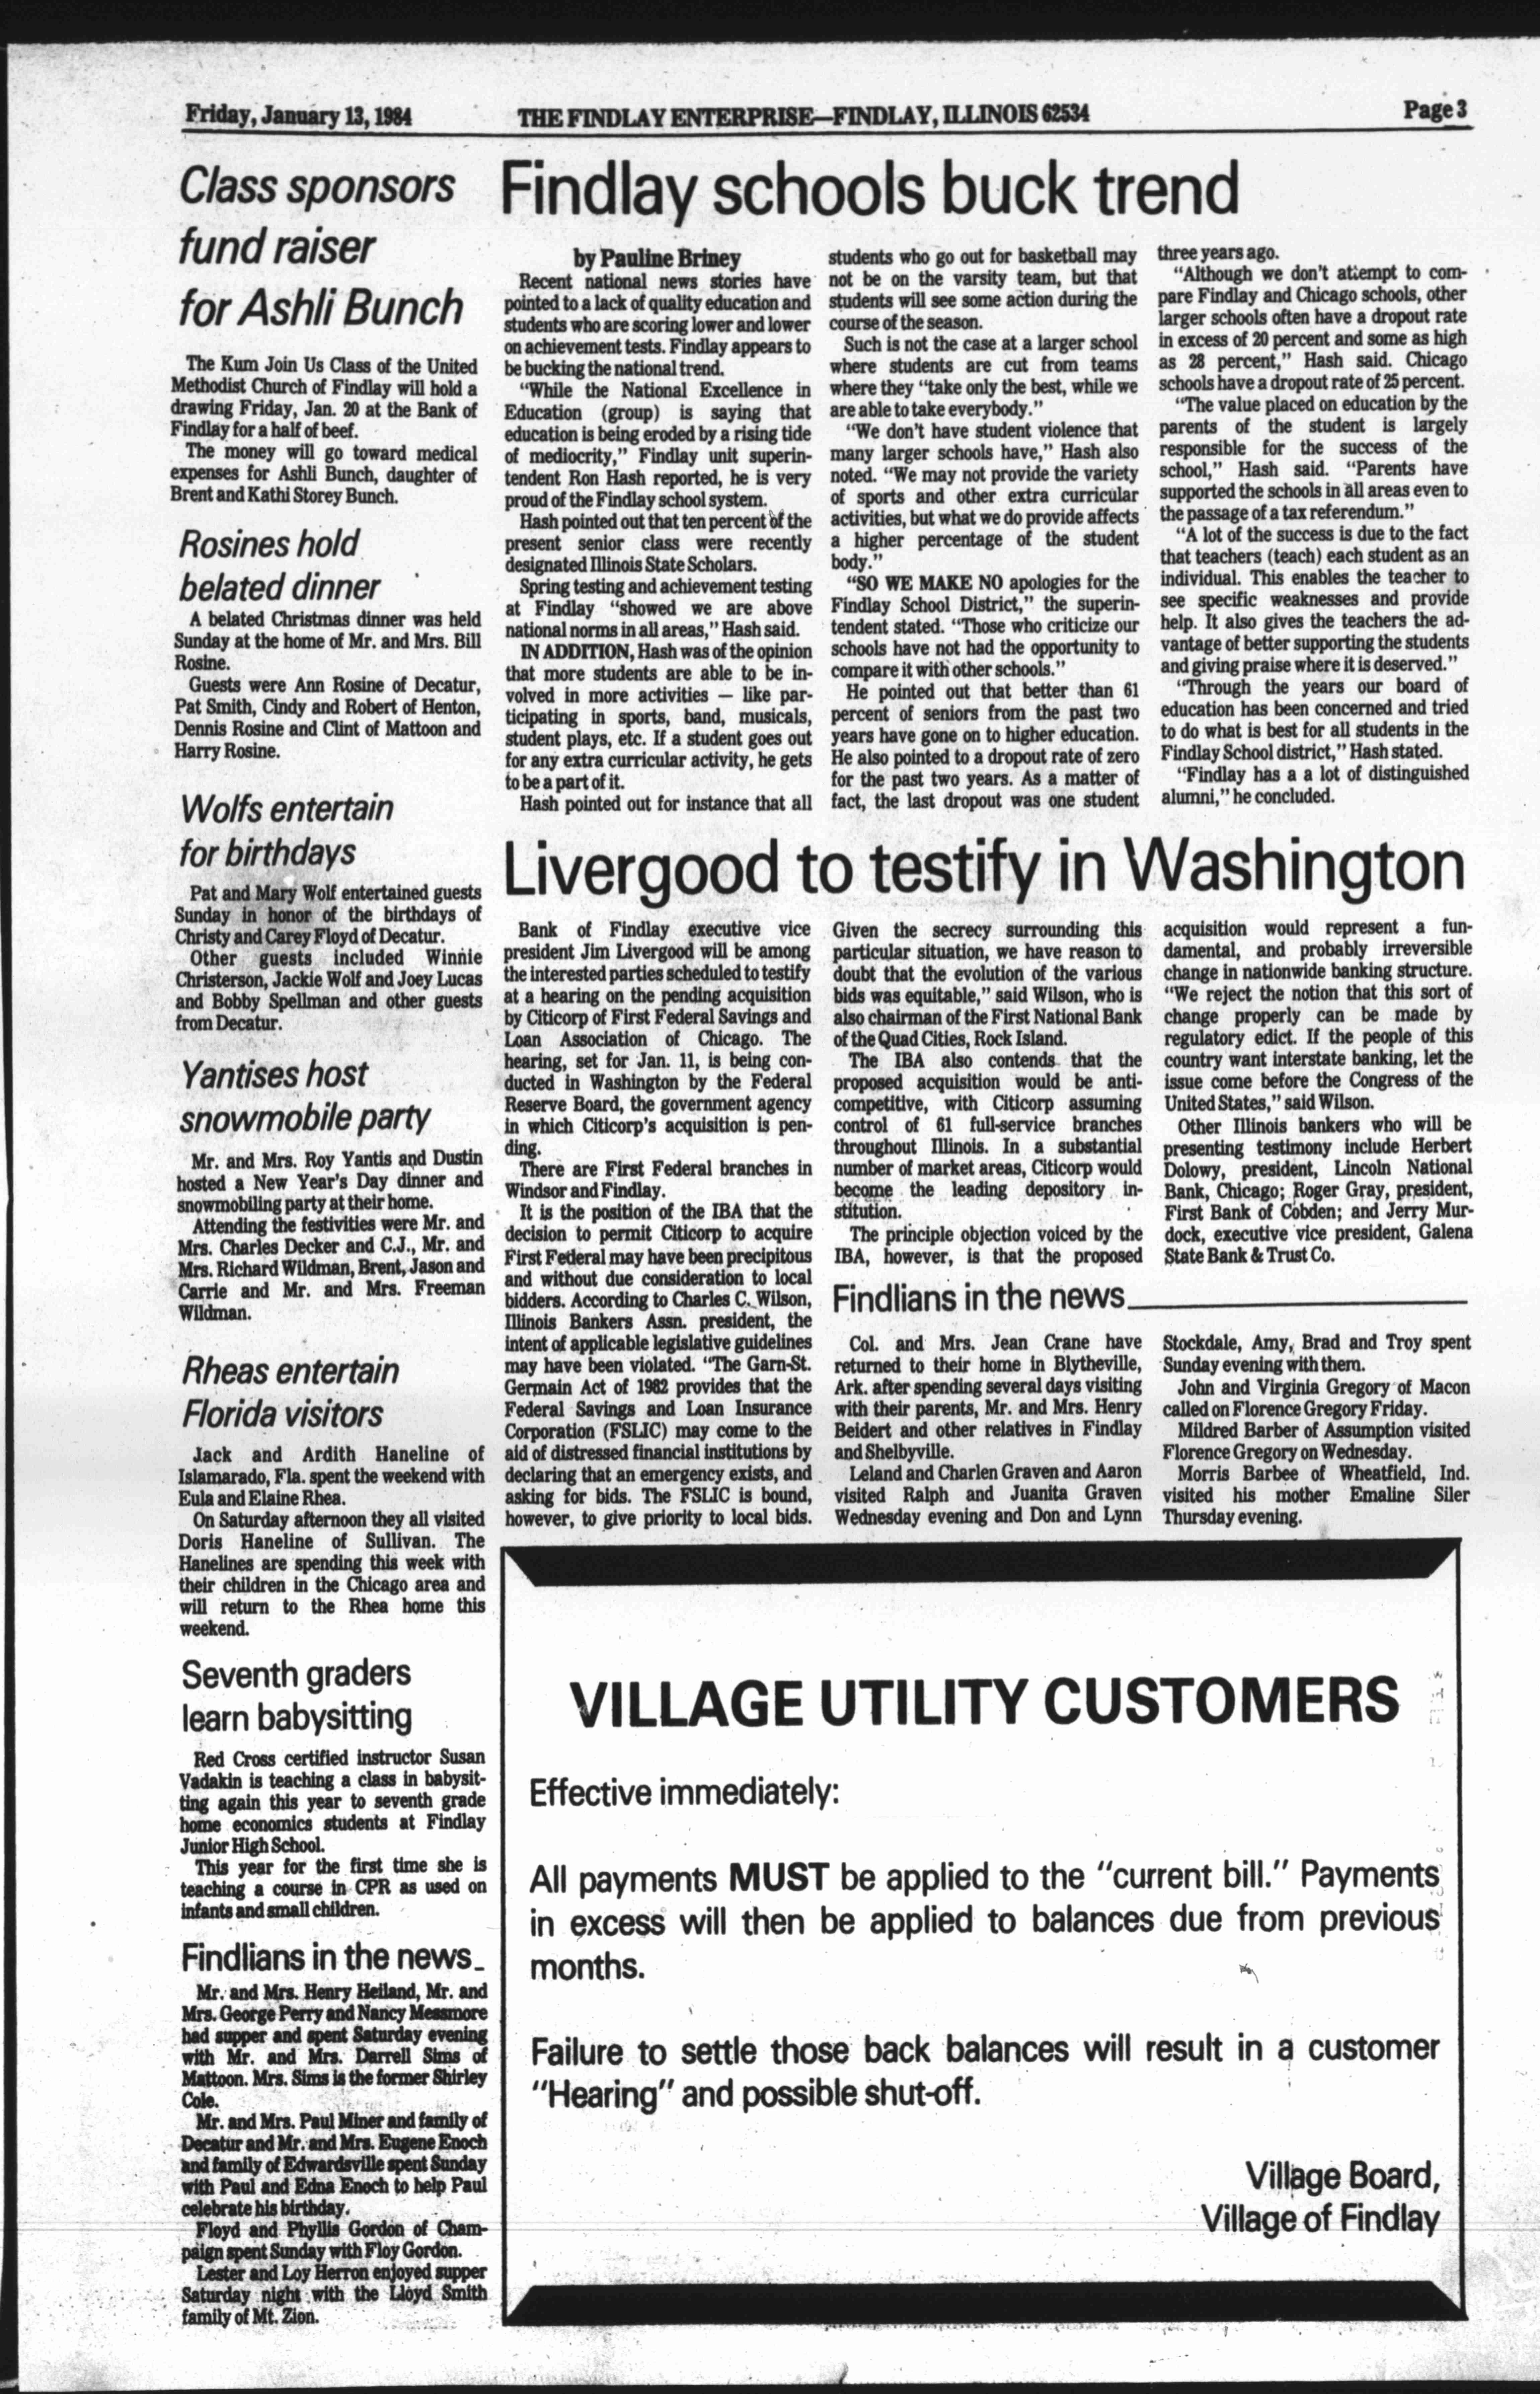 Friday, January 13, 1984
THE FINDLAY ENTERPRISE—FINDLAY, ILLINOIS 62534
Page 3
Class sponsors
fund raiser
for Ashli Bunch
The Kum Join Us Class of the United
Methodist Church of Findlay will hold a
drawing Friday, Jan. 20 at the Bank of
Findlay for a half of beef.
The money will go toward medical
expenses for Ashli Bunch, daughter of
Brent and Kathi Storey Bunch.
Rosines hold
belated dinner
A belated Christmas dinner was held
Sunday at the home of Mr. and Mrs. Bill
Rosine.
Guests were Ann Rosine of Decatur,
Pat Smith, Cindy and Robert of Henton,
Dennis Rosine and Clint of Mattoon and
Harry Rosine.
Wolfs entertain
for birthdays
Pat and Mary Wolf entertained guests
Sunday in honor of the birthdays of
Christy and Carey Floyd of Decatur.
Other guests included Winnie
Christerson, Jackie Wolf and Joey Lucas
and Bobby Spellman and other guests
from Decatur.
Yantises host
snowmobile party
Mr. and Mrs. Roy Yantis and Dustin
hosted a New Year's Day dinner and
snowmobiling party at their home.
Attending the festivities were Mr. and
Mrs. Charles Decker and C.J., Mr. and
Mrs. Richard Wildman, Brent, Jason and
Carrie and Mr. and Mrs. Freeman
Wildman.
Rheas entertain
Florida visitors
Jack and Ardith Haneline of
Islamarado, Fla. spent the weekend with
Eula and Elaine Rhea.
On Saturday afternoon they all visited
Doris Haneline of Sullivan. The
Hanelines are spending this week with
their children in the Chicago area and
will return to the Rhea home this
weekend.
Seventh graders
learn babysitting
Red Cross certified instructor Susan
Vadakin is teaching a class in babysit-
ting again this year to seventh grade
home economics students at Findlay
Junior High School.
This year for the first time she is
teaching a course in CPR as used on
infants and small children.
Findlians in the news
Mr. and Mrs. Henry Heiland, Mr. and
Mrs. George Perry and Nancy Messmore
had supper and spent Saturday evening
with Mr. and Mrs. Darrell Sims of
Mattoon. Mrs. Sims is the former Shirley
Cole.
Mr. and Mrs. Paul Miner and family of
Decatur and Mr. and Mrs. Eugene Enoch
and family of Edwardsville spent Sunday
with Paul and Edna Enoch to help Paul
celebrate his birthday.
Floyd and Phyllis Gordon of Cham-
paign spent Sunday with Floy Gordon.
Lester and Loy Herron enjoyed supper
Saturday night with the Lloyd Smith
family of Mt. Zion.
Findlay schools buck trend
by Pauline Briney
Recent national news stories have
pointed to a lack of quality education and
students who are scoring lower and lower
on achievement tests. Findlay appears to
be bucking the national trend.
"While the National Excellence in
Education (group) is saying that
education is being eroded by a rising tide
of mediocrity," Findlay unit superin-
tendent Ron Hash reported, he is very
proud of the Findlay school system.
Hash pointed out that ten percent of the
present senior class were recently
designated Illinois State Scholars.
Spring testing and achievement testing
at Findlay "showed we are above
national norms in all areas," Hash said.
IN ADDITION, Hash was of the opinion
that more students are able to be in-
volved in more activities — like par-
ticipating in sports, band, musicals,
student plays, etc. If a student goes out
for any extra curricular activity, he gets
to be a part of it.
Hash pointed out for instance that all
students who go out for basketball may
not be on the varsity team, but that
students will see some action during the
course of the season.
Such is not the case at a larger school
where students are cut from teams
where they "take only the best, while we
are able to take everybody."
"We don't have student violence that
many larger schools have," Hash also
noted. "We may not provide the variety
of sports and other extra curricular
activities, but what we do provide affects
a higher percentage of the student
body."
"SO WE MAKE NO apologies for the
Findlay School District," the superin-
tendent stated. "Those who criticize our
schools have not had the opportunity to
compare it with other schools."
He pointed out that better than 61
percent of seniors from the past two
years have gone on to higher education.
He also pointed to a dropout rate of zero
for the past two years. As a matter of
fact, the last dropout was one student
three years ago.
"Although we don't attempt to com-
pare Findlay and Chicago schools, other
larger schools often have a dropout rate
in excess of 20 percent and some as high
as 28 percent," Hash said. Chicago
schools have a dropout rate of 25 percent.
"The value placed on education by the
parents of the student is largely
responsible for the success of the
school," Hash said. "Parents have
supported the schools in all areas even to
the passage of a tax referendum."
"A lot of the success is due to the fact
that teachers (teach) each student as an
individual. This enables the teacher to
see specific weaknesses and provide
help. It also gives the teachers the ad-
vantage of better supporting the students
and giving praise where it is deserved."
"Through the years our board of
education has been concerned and tried
to do what is best for all students in the
Findlay School district," Hash stated.
"Findlay has a a lot of distinguished
alumni," he concluded.
Livergood to testify in Washington
Bank of Findlay executive vice
president Jim Livergood will be among
the interested parties scheduled to testify
at a hearing on the pending acquisition
by Citicorp of First Federal Savings and
Loan Association of Chicago. The
hearing, set for Jan. 11, is being con-
ducted in Washington by the Federal
Reserve Board, the government agency
in which Citicorp's acquisition is pen-
ding.
There are First Federal branches in
Windsor and Findlay.
It is the position of the IBA that the
decision to permit Citicorp to acquire
First Federal may have been precipitous
and without due consideration to local
bidders. According to Charles C. Wilson,
Illinois Bankers Assn. president, the
intent of applicable legislative guidelines
may have been violated. "The Garn-St.
Germain Act of 1982 provides that the
Federal Savings and Loan Insurance
Corporation (FSLIC) may come to the
aid of distressed financial institutions by
declaring that an emergency exists, and
asking for bids. The FSLIC is bound,
however, to give priority to local bids.
Given the secrecy surrounding this
particular situation, we have reason to
doubt that the evolution of the various
bids was equitable," said Wilson, who is
also chairman of the First National Bank
of the Quad Cities, Rock Island.
The IBA also contends that the
proposed acquisition would be anti-
competitive, with Citicorp assuming
control of 61 full-service branches
throughout Illinois. In a substantial
number of market areas, Citicorp would
become the leading depository in-
stitution.
The principle objection voiced by the
IBA, however, is that the proposed
acquisition would represent a fun-
damental, and probably irreversible
change in nationwide banking structure.
"We reject the notion that this sort of
change properly can be made by
regulatory edict. If the people of this
country want interstate banking, let the
issue come before the Congress of the
United States," said Wilson.
Other Illinois bankers who will be
presenting testimony include Herbert
Dolowy, president, Lincoln National
Bank, Chicago; Roger Gray, president,
First Bank of Cobden; and Jerry Mur-
dock, executive vice president, Galena
State Bank & Trust Co.
Findlians in the news
Col. and Mrs. Jean Crane have
returned to their home in Blytheville,
Ark. after spending several days visiting
with their parents, Mr. and Mrs. Henry
Beidert and other relatives in Findlay
and Shelbyville.
Leland and Charlen Graven and Aaron
visited Ralph and Juanita Graven
Wednesday evening and Don and Lynn
Stockdale, Amy, Brad and Troy spent
Sunday evening with them.
John and Virginia Gregory of Macon
called on Florence Gregory Friday.
Mildred Barber of Assumption visited
Florence Gregory on Wednesday.
Morris Barbee of Wheatfield, Ind.
visited his mother Emaline Siler
Thursday evening.
VILLAGE UTILITY CUSTOMERS
Effective immediately:
All payments MUST be applied to the "current bill." Payments
in excess will then be applied to balances due from previous
months.
Failure to settle those back balances will result in a customer
"Hearing" and possible shut-off.
Village Board,
Village of Findlay